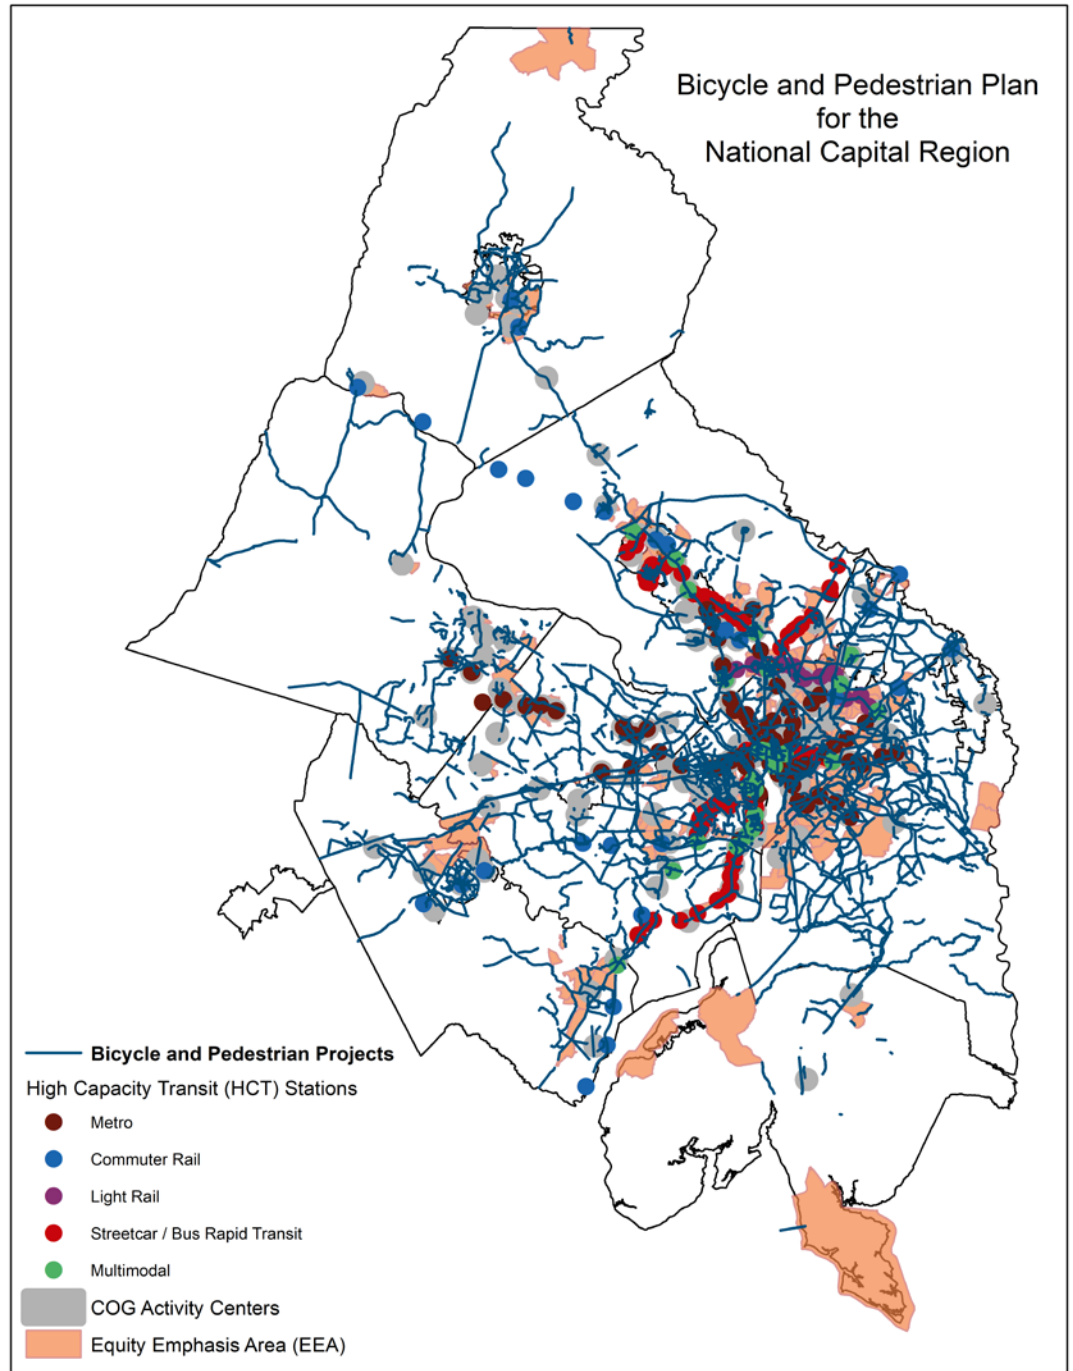 Bicycle and Pedestrian Plan
for the
National Capital Region
Bicycle and Pedestrian Projects
High Capacity Transit (HCT) Stations
Metro
Commuter Rail
Light Rail
Streetcar / Bus Rapid Transit
Multimodal
COG Activity Centers
Equity Emphasis Area (EEA)